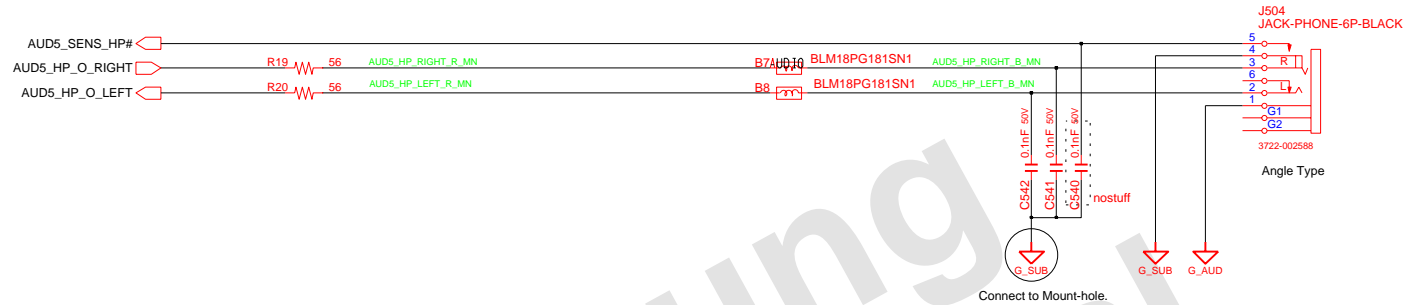 J504
JACK-PHONE-6P-BLACK
AUD5_SENS_HP#
5
4
AUD5_HP_O_RIGHT
R19
56
AUD5_HP_RIGHT_R_MN
B7
AUDIO
BLM18PG181SN1
AUD5_HP_RIGHT_B_MN
3
R
6
AUD5_HP_O_LEFT
R20
56
AUD5_HP_LEFT_R_MN
B8
BLM18PG181SN1
AUD5_HP_LEFT_B_MN
2
L
1
G1
G2
3722-002588
Angle Type
C542
0.1nF 50V
C541
0.1nF 50V
C540
0.1nF 50V
nostuff
G_SUB
G_SUB
G_AUD
Connect to Mount-hole.